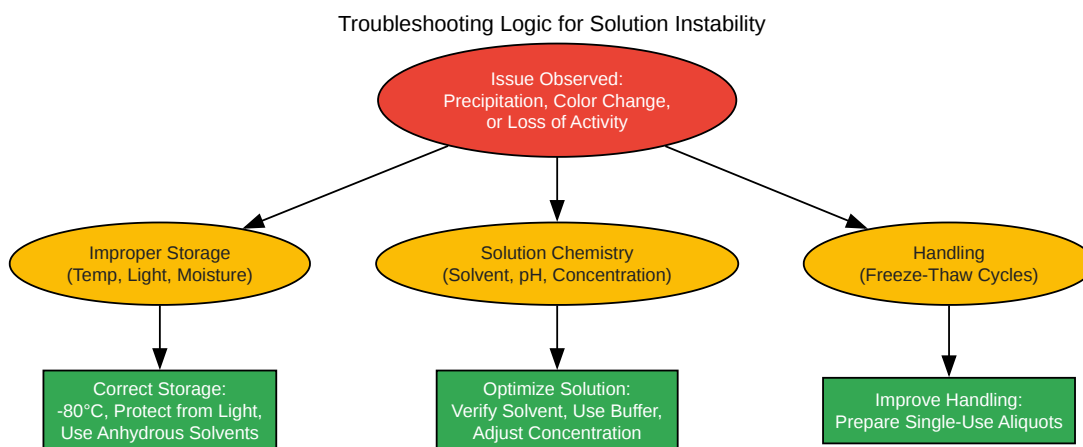 Troubleshooting Logic for Solution Instability
Issue Observed:
Precipitation, Color Change,
or Loss of Activity
Improper Storage
(Temp, Light, Moisture)
Solution Chemistry
(Solvent, pH, Concentration)
Handling
(Freeze-Thaw Cycles)
Correct Storage:
-80°C, Protect from Light,
Use Anhydrous Solvents
Optimize Solution:
Verify Solvent, Use Buffer,
Adjust Concentration
Improve Handling:
Prepare Single-Use Aliquots